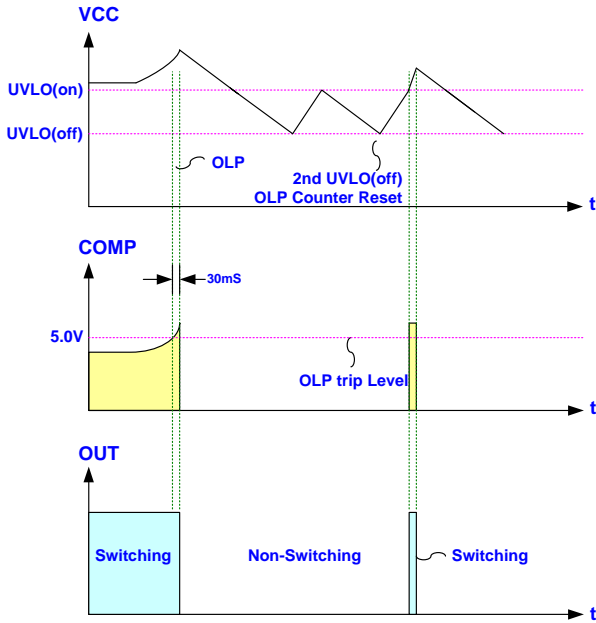 VCC
UVLO(on)
UVLO(off)
OLP
2nd UVLO(off)
OLP Counter Reset
t
COMP
30mS
5.0V
OLP trip Level
t
OUT
Switching
Non-Switching
Switching
t